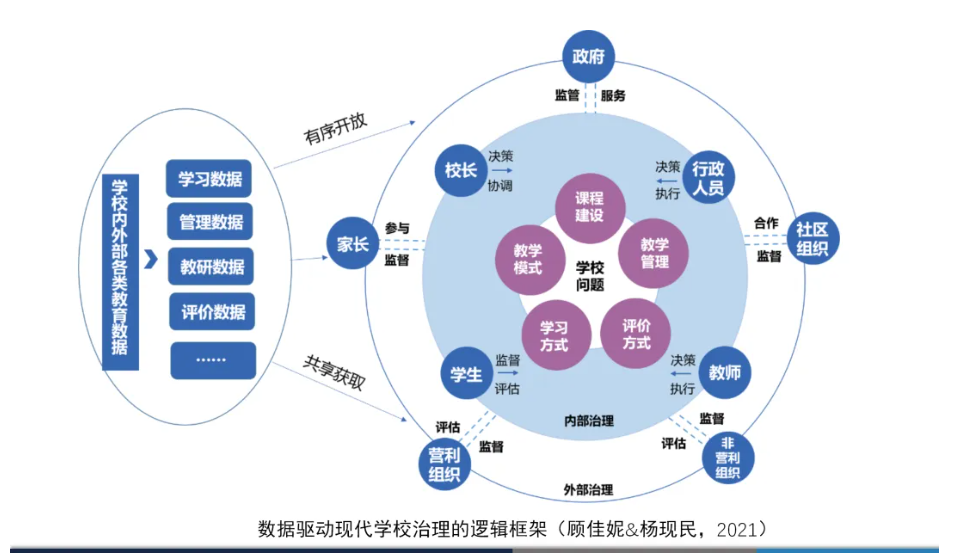 政府
监管
服务
有序开放
校长
决策
协调
决策
执行
行政
人员
学校内外部各类教育数据
学习数据
管理数据
教研数据
评价数据
……
课程
建设
家长
参与
监督
教学
模式
教学
管理
学校
问题
合作
监督
社区
组织
学习
方式
评价
方式
共享获取
学生
监督
评估
决策
执行
教师
内部治理
评估
监督
营利
组织
监督
评估
非
营利
组织
外部治理
数据驱动现代学校治理的逻辑框架（顾佳妮&杨现民，2021）